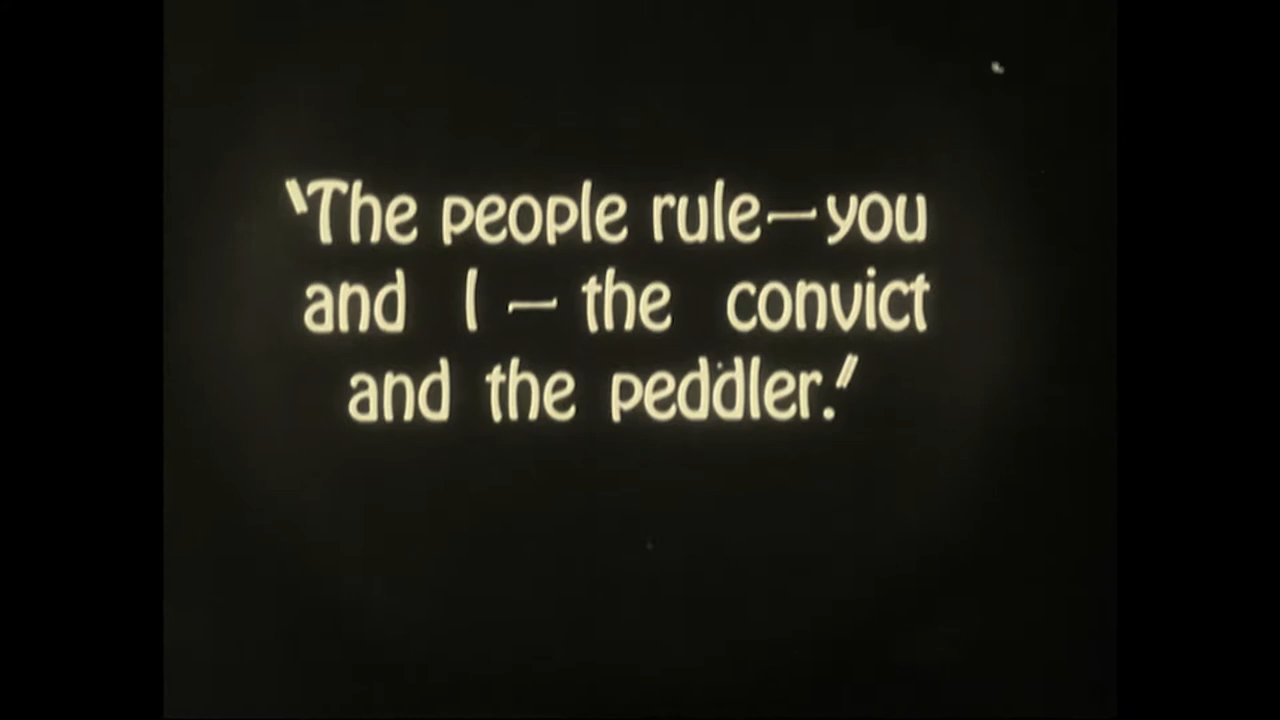 "The people rule—you
and I — the convict
and the peddler."